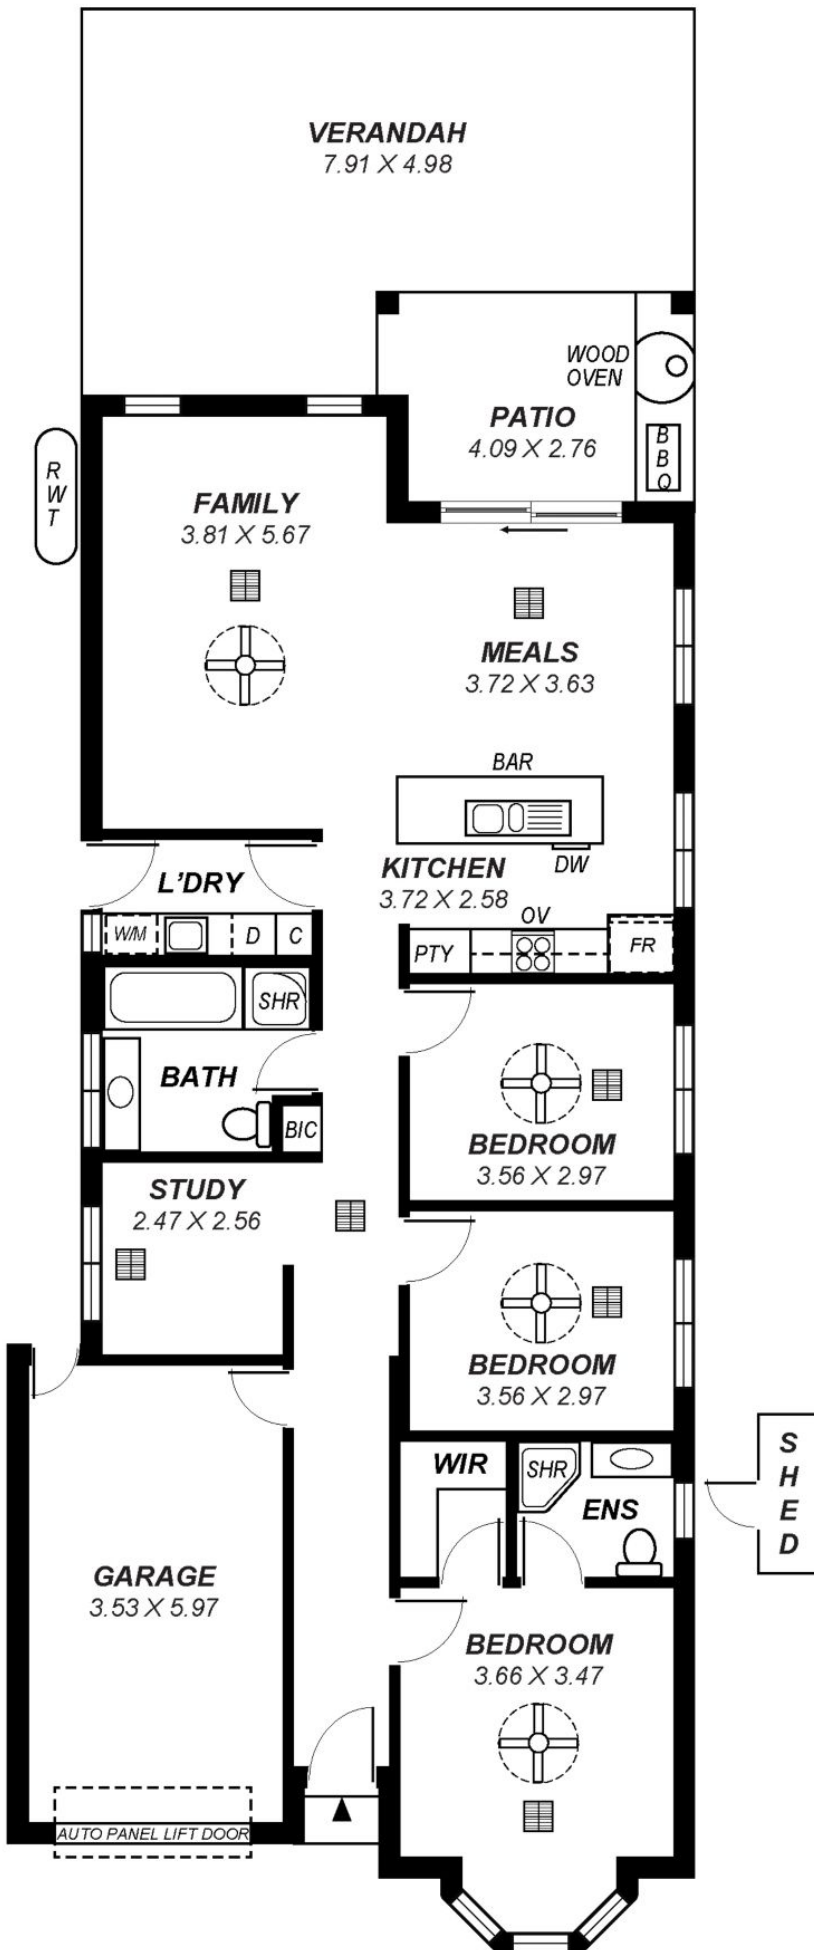 VERANDAH
7.91 X 4.98
WOOD
OVEN
PATIO
4.09 X 2.76
B
B
Q
R
W
T
FAMILY
3.81 X 5.67
MEALS
3.72 X 3.63
BAR
KITCHEN
3.72 X 2.58
DW
OV
PTY
FR
L'DRY
W/M
D
C
SHR
BATH
BIC
BEDROOM
3.56 X 2.97
STUDY
2.47 X 2.56
BEDROOM
3.56 X 2.97
WIR
SHR
ENS
S
H
E
D
GARAGE
3.53 X 5.97
BEDROOM
3.66 X 3.47
AUTO PANEL LIFT DOOR